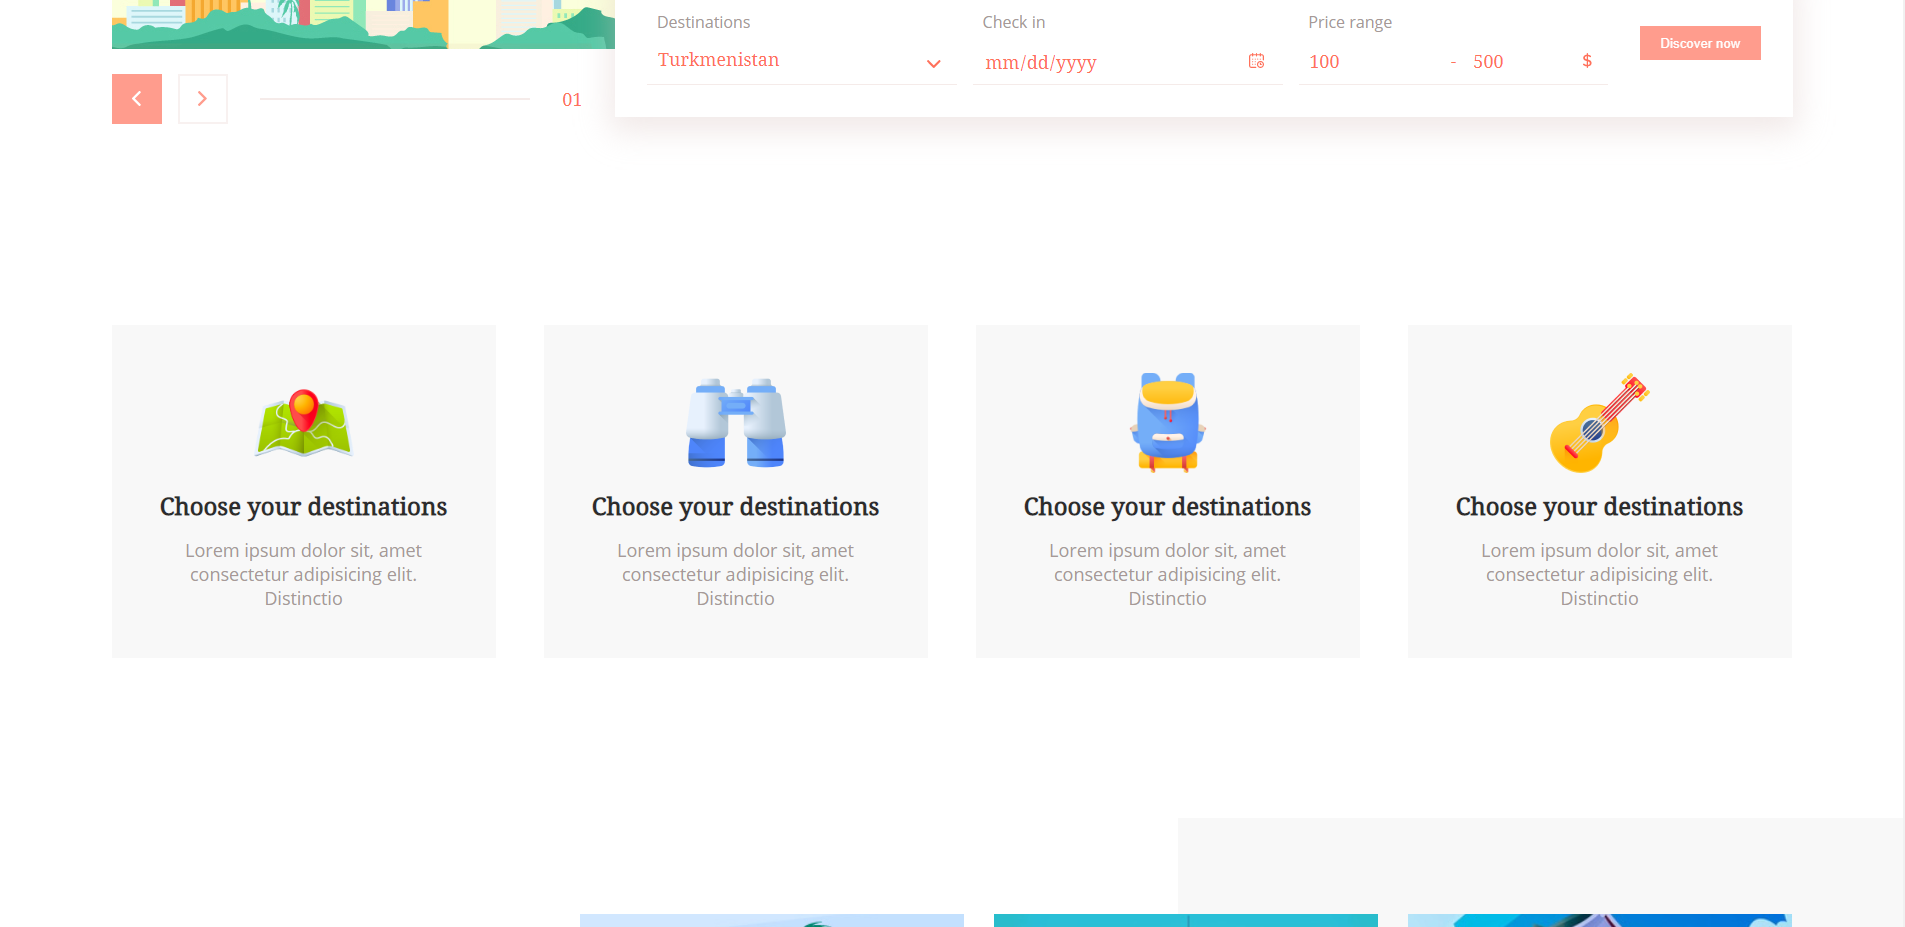 Destinations
Check in
Price range
Turkmenistan
mm/dd/yyyy
100 - 500 $
Discover now
01
Choose your destinations
Lorem ipsum dolor sit, amet
consectetur adipisicing elit.
Distinctio
Choose your destinations
Lorem ipsum dolor sit, amet
consectetur adipisicing elit.
Distinctio
Choose your destinations
Lorem ipsum dolor sit, amet
consectetur adipisicing elit.
Distinctio
Choose your destinations
Lorem ipsum dolor sit, amet
consectetur adipisicing elit.
Distinctio